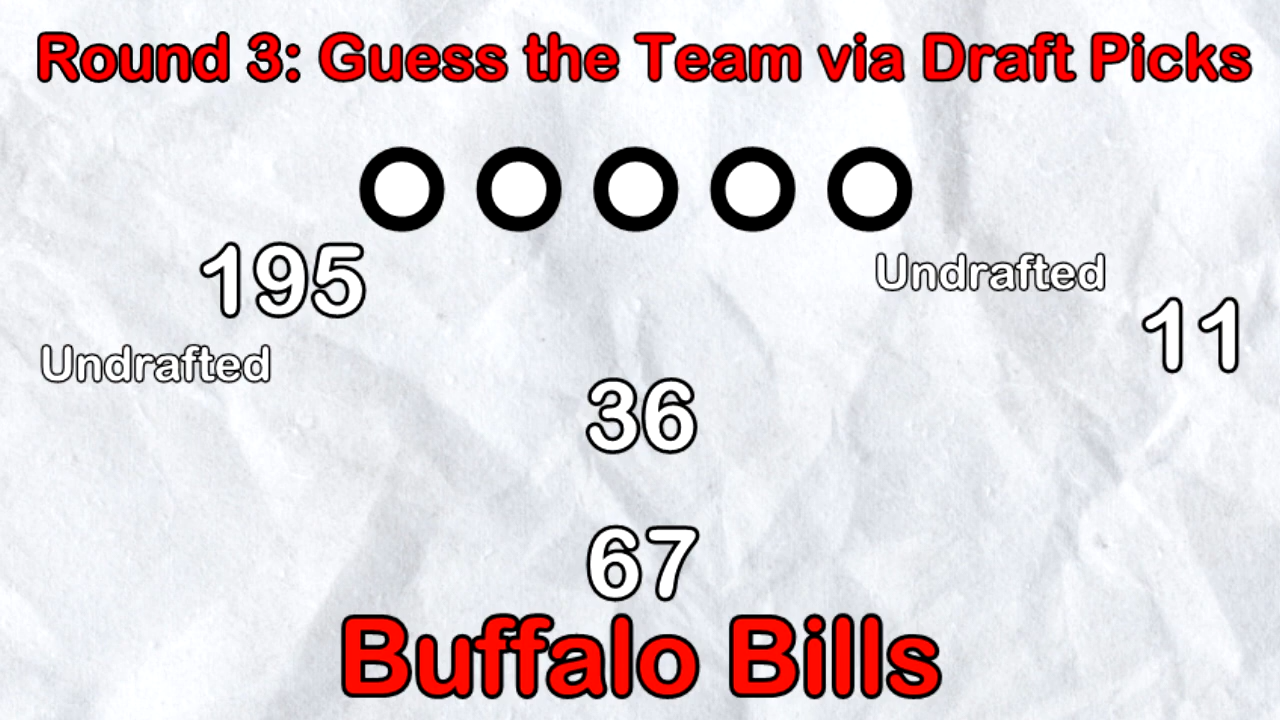 Round 3: Guess the Team via Draft Picks
195
Undrafted
Undrafted
11
36
67
Buffalo Bills